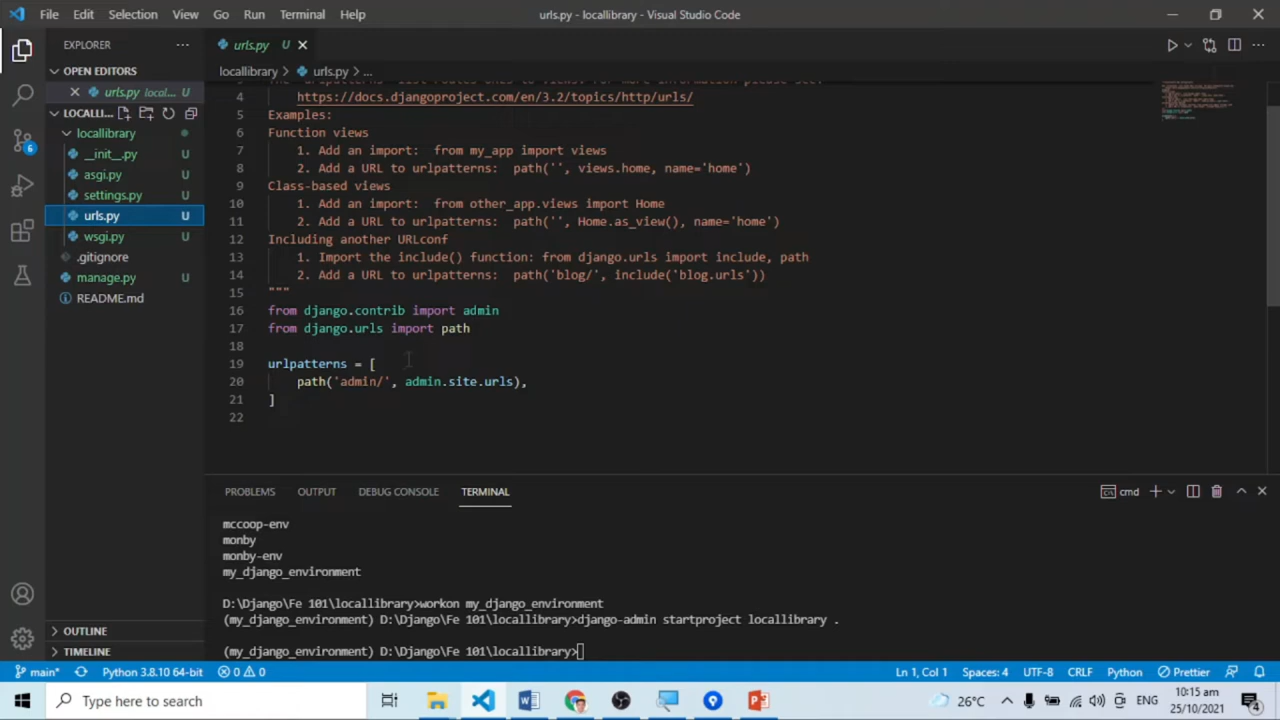 File Edit Selection View Go Run Terminal Help
urls.py - locallibrary - Visual Studio Code
EXPLORER
OPEN EDITORS
urls.py local... U
LOCALLI...
locallibrary
__init__.py U
asgi.py U
settings.py U
urls.py U
wsgi.py U
.gitignore
manage.py U
README.md
OUTLINE
TIMELINE
6
urls.py U
locallibrary > urls.py > ...
4 https://docs.djangoproject.com/en/3.2/topics/http/urls/
5 Examples:
6 Function views
7 1. Add an import: from my_app import views
8 2. Add a URL to urlpatterns: path('', views.home, name='home')
9 Class-based views
10 1. Add an import: from other_app.views import Home
11 2. Add a URL to urlpatterns: path('', Home.as_view(), name='home')
12 Including another URLconf
13 1. Import the include() function: from django.urls import include, path
14 2. Add a URL to urlpatterns: path('blog/', include('blog.urls'))
15 """
16 from django.contrib import admin
17 from django.urls import path
18
19 urlpatterns = [
20 path('admin/', admin.site.urls),
21 ]
22
PROBLEMS OUTPUT DEBUG CONSOLE TERMINAL
cmd
mccoop-env
monby
monby-env
my_django_environment
D:\Django\Fe 101\locallibrary>workon my_django_environment
(my_django_environment) D:\Django\Fe 101\locallibrary>django-admin startproject locallibrary .
(my_django_environment) D:\Django\Fe 101\locallibrary>
main* Python 3.8.10 64-bit 0 0
Ln 1, Col 1 Spaces: 4 UTF-8 CRLF Python Prettier
Type here to search
26°C ENG
10:15 am
25/10/2021
4